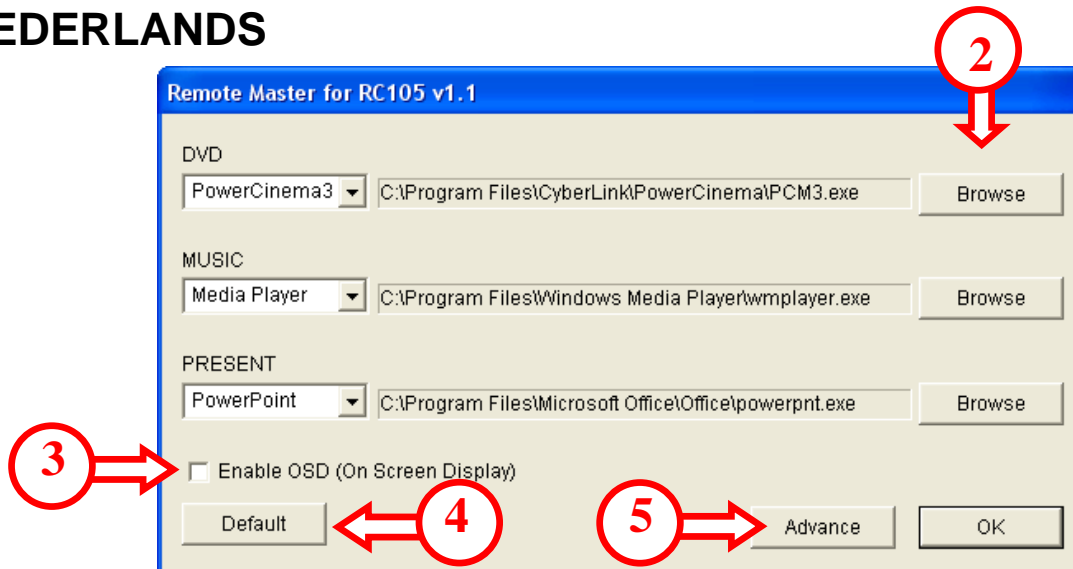 EDERLANDS
2
Remote Master for RC105 v1.1
DVD
PowerCinema3 C:\Program Files\CyberLink\PowerCinema\PCM3.exe Browse
MUSIC
Media Player C:\Program Files\Windows Media Player\wmplayer.exe Browse
PRESENT
PowerPoint C:\Program Files\Microsoft Office\Office\powerpnt.exe Browse
3 Enable OSD (On Screen Display)
Default 4 5 Advance OK